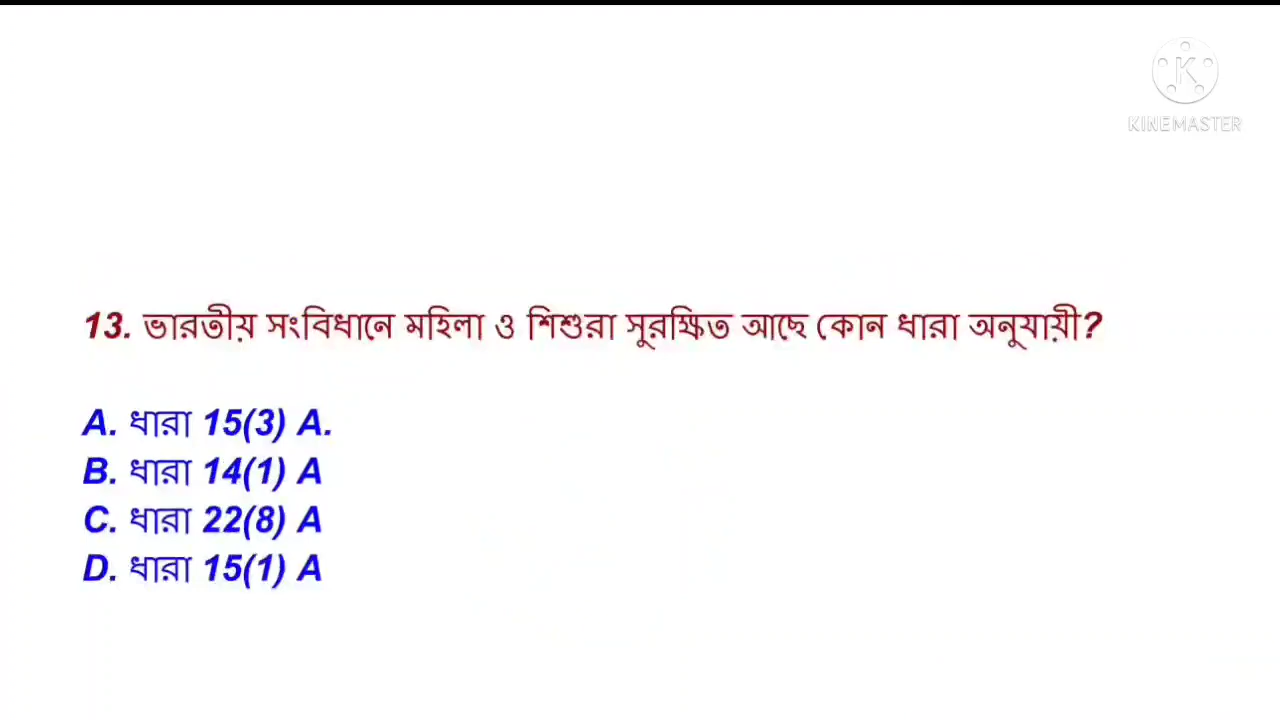 KINEMASTER
13. ভারতীয় সংবিধানে মহিলা ও শিশুরা সুরক্ষিত আছে কোন ধারা অনুযায়ী?
A. ধারা 15(3) A.
B. ধারা 14(1) A
C. ধারা 22(8) A
D. ধারা 15(1) A